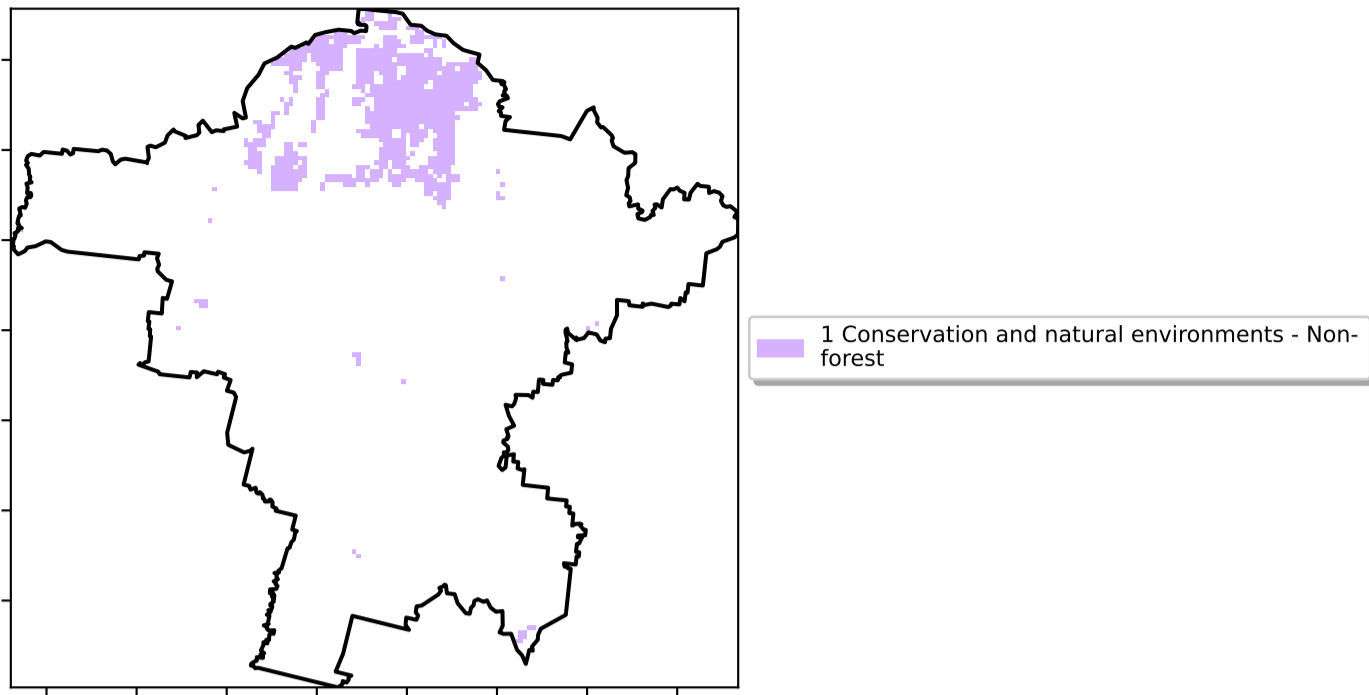 1 Conservation and natural environments - Non-
forest